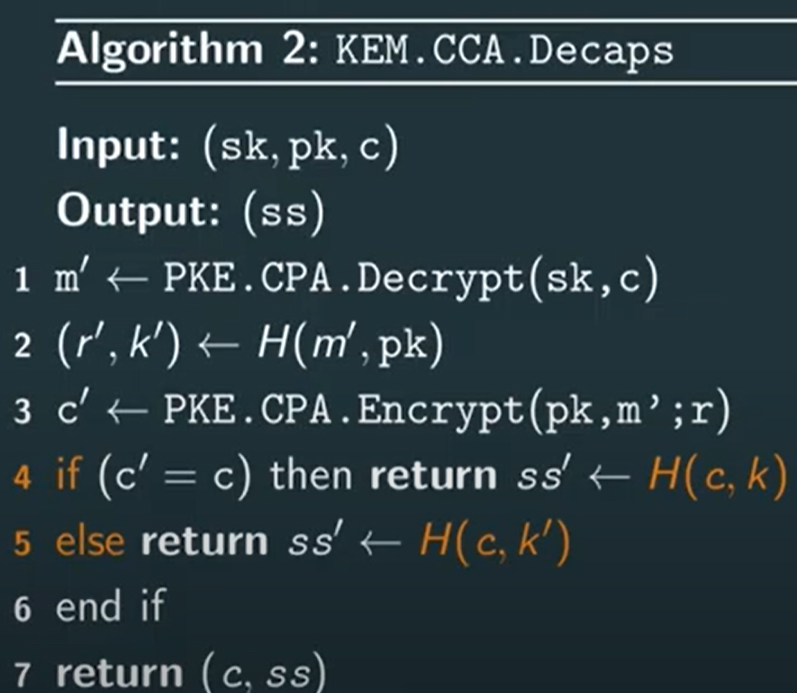 Algorithm 2: KEM.CCA.Decaps
Input: (sk, pk, c)
Output: (ss)
1 m′ ← PKE.CPA.Decrypt(sk,c)
2 (r′, k′) ← H(m′, pk)
3 c′ ← PKE.CPA.Encrypt(pk,m’;r)
4 if (c′ = c) then return ss′ ← H(c, k)
5 else return ss′ ← H(c, k′)
6 end if
7 return (c, ss)